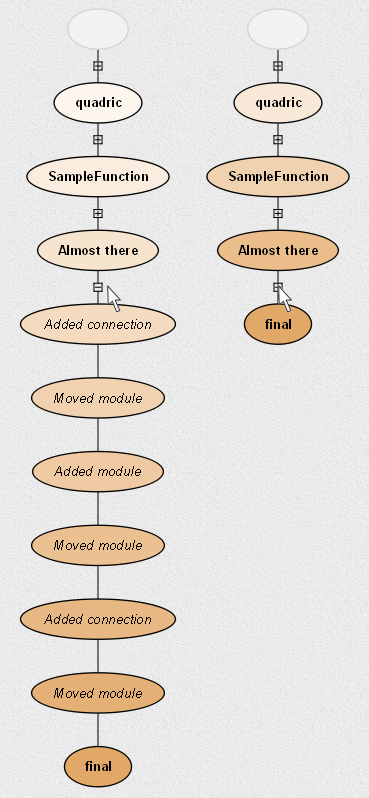 quadric
SampleFunction
Almost there
Added connection
Moved module
Added module
Moved module
Added connection
Moved module
final
quadric
SampleFunction
Almost there
final